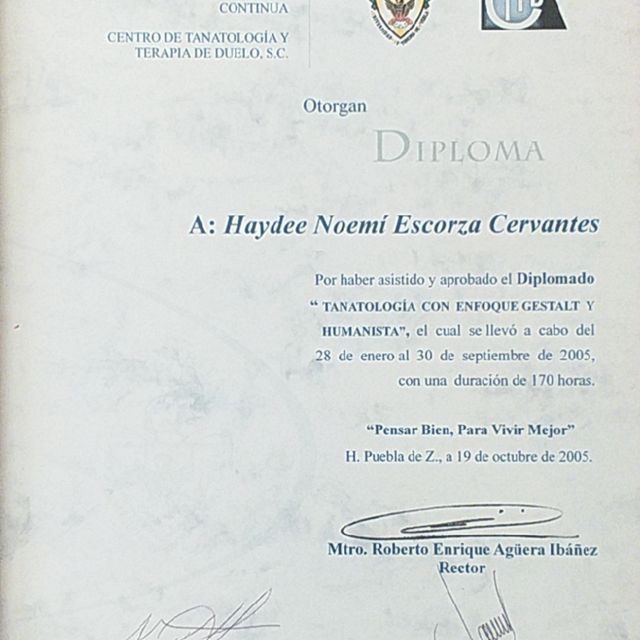 CONTINUA
CENTRO DE TANATOLOGÍA Y
TERAPIA DE DUELO, S.C.
Otorgan
DIPLOMA
A: Haydee Noemí Escorza Cervantes
Por haber asistido y aprobado el Diplomado
“ TANATOLOGÍA CON ENFOQUE GESTALT Y
HUMANISTA”, el cual se llevó a cabo del
28 de enero al 30 de septiembre de 2005,
con una duración de 170 horas.
“Pensar Bien, Para Vivir Mejor”
H. Puebla de Z., a 19 de octubre de 2005.
Mtro. Roberto Enrique Agüera Ibáñez
Rector